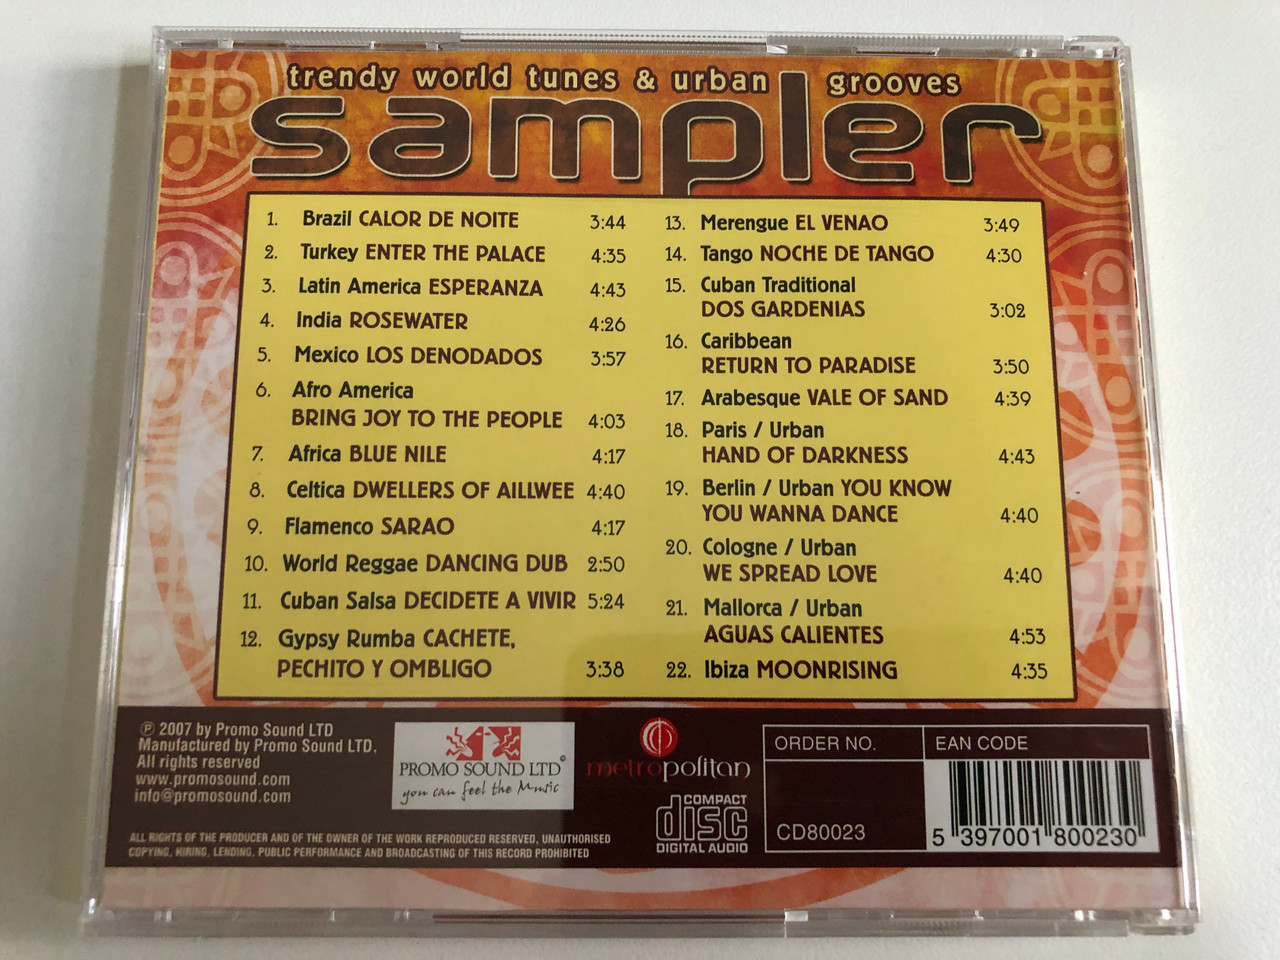 trendy world tunes & urban grooves
sampler
1. Brazil CALOR DE NOITE 3:44
2. Turkey ENTER THE PALACE 4:35
3. Latin America ESPERANZA 4:43
4. India ROSEWATER 4:26
5. Mexico LOS DENODADOS 3:57
6. Afro America
BRING JOY TO THE PEOPLE 4:03
7. Africa BLUE NILE 4:17
8. Celtica DWELLERS OF AILLWEE 4:40
9. Flamenco SARAO 4:17
10. World Reggae DANCING DUB 2:50
11. Cuban Salsa DECIDETE A VIVIR 5:24
12. Gypsy Rumba CACHETE,
PECHITO Y OMBLIGO 3:38
13. Merengue EL VENAO 3:49
14. Tango NOCHE DE TANGO 4:30
15. Cuban Traditional
DOS GARDENIAS 3:02
16. Caribbean
RETURN TO PARADISE 3:50
17. Arabesque VALE OF SAND 4:39
18. Paris / Urban
HAND OF DARKNESS 4:43
19. Berlin / Urban YOU KNOW
YOU WANNA DANCE 4:40
20. Cologne / Urban
WE SPREAD LOVE 4:40
21. Mallorca / Urban
AGUAS CALIENTES 4:53
22. Ibiza MOONRISING 4:35
℗ 2007 by Promo Sound LTD
Manufactured by Promo Sound LTD,
All rights reserved
www.promosound.com
info@promosound.com
PROMO SOUND LTD©
you can feel the Music
metropolitan
COMPACT
disc
DIGITAL AUDIO
ORDER NO.
CD80023
EAN CODE
5 397001 800230
ALL RIGHTS OF THE PRODUCER AND OF THE OWNER OF THE WORK REPRODUCED RESERVED, UNAUTHORISED
COPYING, HIRING, LENDING, PUBLIC PERFORMANCE AND BROADCASTING OF THIS RECORD PROHIBITED